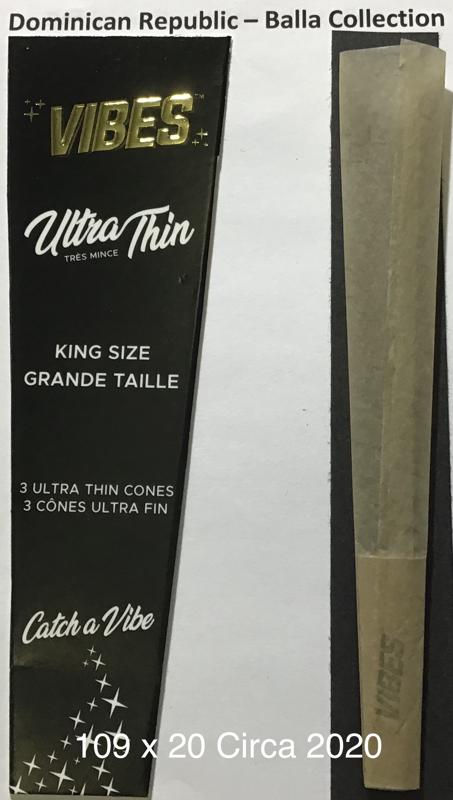 Dominican Republic – Balla Collection
VIBES™
Ultra Thin
TRÈS MINCE
KING SIZE
GRANDE TAILLE
3 ULTRA THIN CONES
3 CÔNES ULTRA FIN
Catch a Vibe
VIBES
109 x 20 Circa 2020